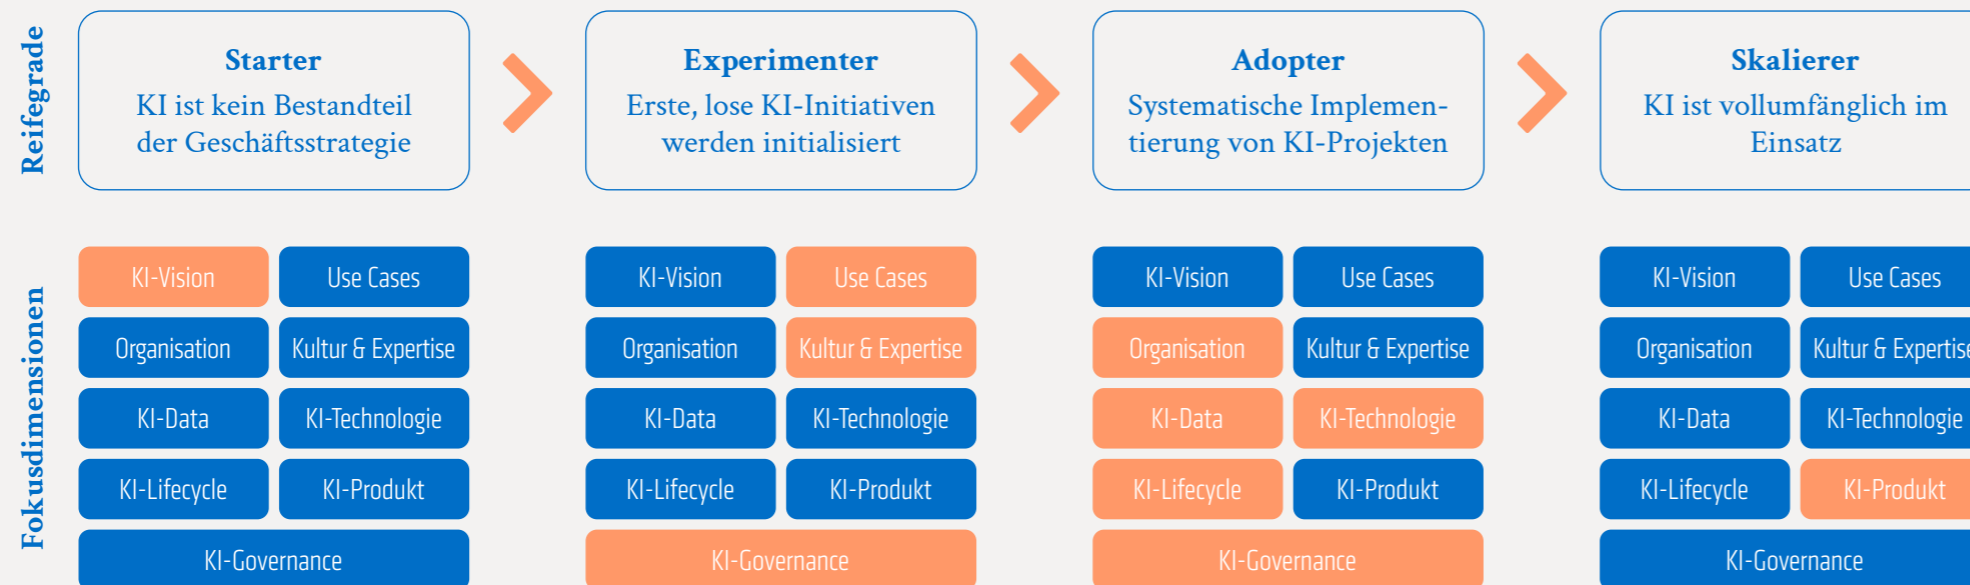 Reifegrade
Starter
KI ist kein Bestandteil
der Geschäftsstrategie
Experimenter
Erste, lose KI-Initiativen
werden initialisiert
Adopter
Systematische Implemen-
tierung von KI-Projekten
Skalierer
KI ist vollumfänglich im
Einsatz
Fokusdimensionen
KI-Vision
Use Cases
Organisation
Kultur & Expertise
KI-Data
KI-Technologie
KI-Lifecycle
KI-Produkt
KI-Governance
KI-Vision
Use Cases
Organisation
Kultur & Expertise
KI-Data
KI-Technologie
KI-Lifecycle
KI-Produkt
KI-Governance
KI-Vision
Use Cases
Organisation
Kultur & Expertise
KI-Data
KI-Technologie
KI-Lifecycle
KI-Produkt
KI-Governance
KI-Vision
Use Cases
Organisation
Kultur & Expertise
KI-Data
KI-Technologie
KI-Lifecycle
KI-Produkt
KI-Governance